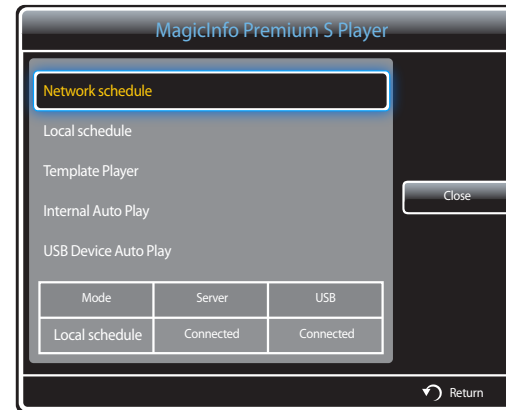 MagicInfo Premium S Player
Network schedule
Local schedule
Template Player
Internal Auto Play
USB Device Auto Play
Close
Mode Server USB
Local schedule Connected Connected
Return